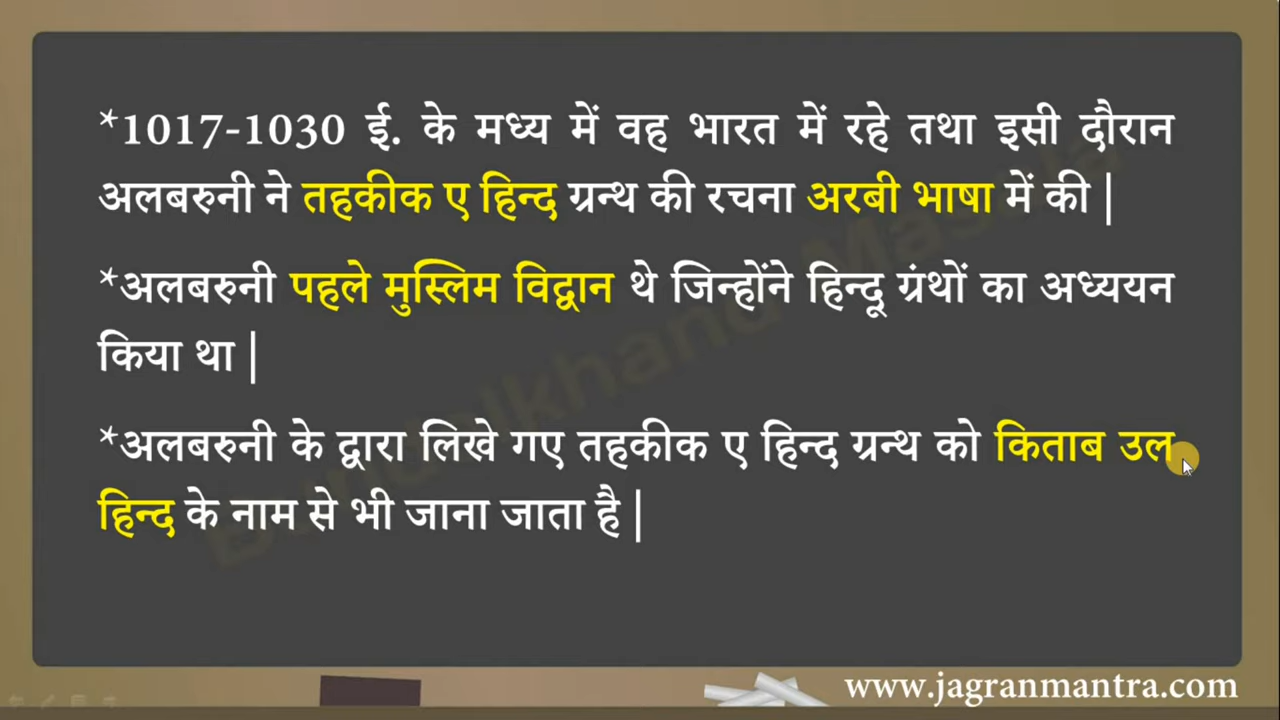 *1017-1030 ई. के मध्य में वह भारत में रहे तथा इसी दौरान
अलबरुनी ने तहकीक ए हिन्द ग्रन्थ की रचना अरबी भाषा में की |
*अलबरुनी पहले मुस्लिम विद्वान थे जिन्होंने हिन्दू ग्रंथों का अध्ययन
किया था |
*अलबरुनी के द्वारा लिखे गए तहकीक ए हिन्द ग्रन्थ को किताब उल
हिन्द के नाम से भी जाना जाता है |
www.jagranmantra.com